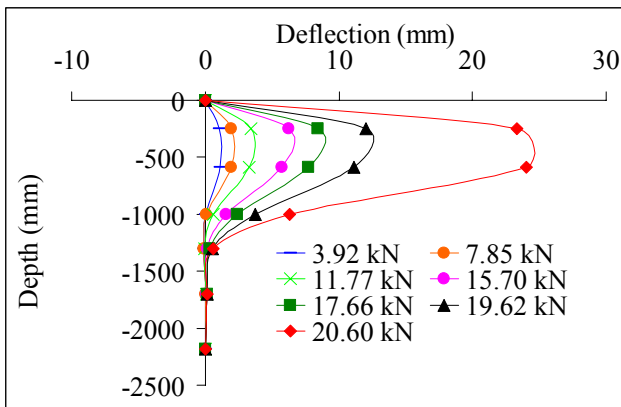 Deflection (mm)
-10 0 10 20 30
0
-500
-1000
-1500
-2000
-2500
Depth (mm)
3.92 kN 7.85 kN
11.77 kN 15.70 kN
17.66 kN 19.62 kN
20.60 kN